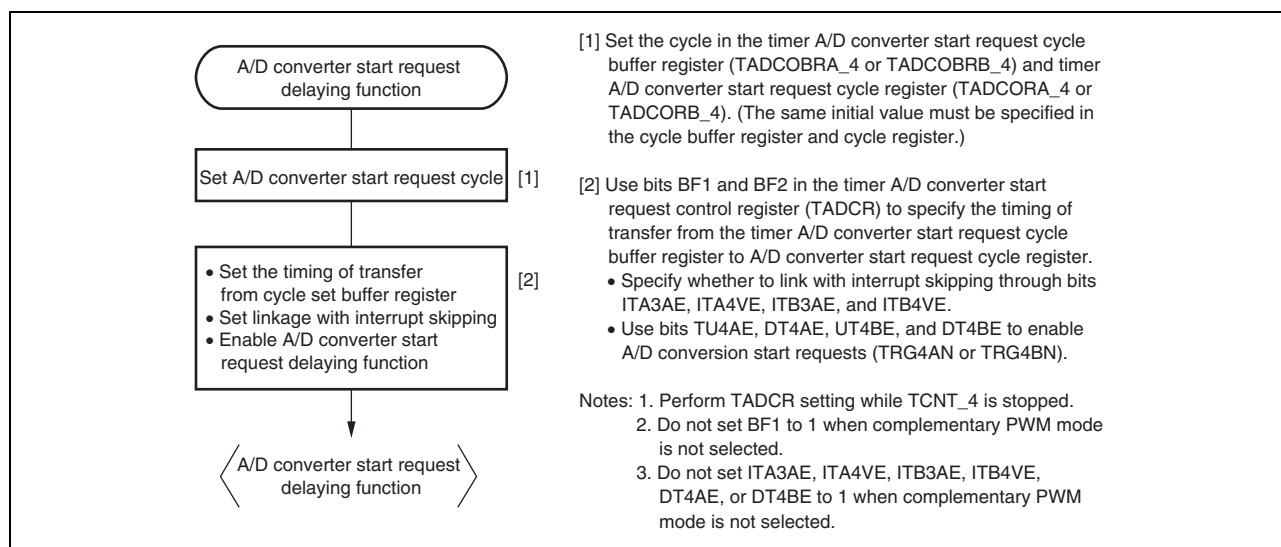 A/D converter start request
delaying function
Set A/D converter start request cycle [1]
• Set the timing of transfer
from cycle set buffer register
• Set linkage with interrupt skipping
• Enable A/D converter start
request delaying function
[2]
A/D converter start request
delaying function
[1] Set the cycle in the timer A/D converter start request cycle
buffer register (TADCOBRA_4 or TADCOBRB_4) and timer
A/D converter start request cycle register (TADCORA_4 or
TADCORB_4). (The same initial value must be specified in
the cycle buffer register and cycle register.)
[2] Use bits BF1 and BF2 in the timer A/D converter start
request control register (TADCR) to specify the timing of
transfer from the timer A/D converter start request cycle
buffer register to A/D converter start request cycle register.
• Specify whether to link with interrupt skipping through bits
ITA3AE, ITA4VE, ITB3AE, and ITB4VE.
• Use bits TU4AE, DT4AE, UT4BE, and DT4BE to enable
A/D conversion start requests (TRG4AN or TRG4BN).
Notes: 1. Perform TADCR setting while TCNT_4 is stopped.
2. Do not set BF1 to 1 when complementary PWM mode
is not selected.
3. Do not set ITA3AE, ITA4VE, ITB3AE, ITB4VE,
DT4AE, or DT4BE to 1 when complementary PWM
mode is not selected.